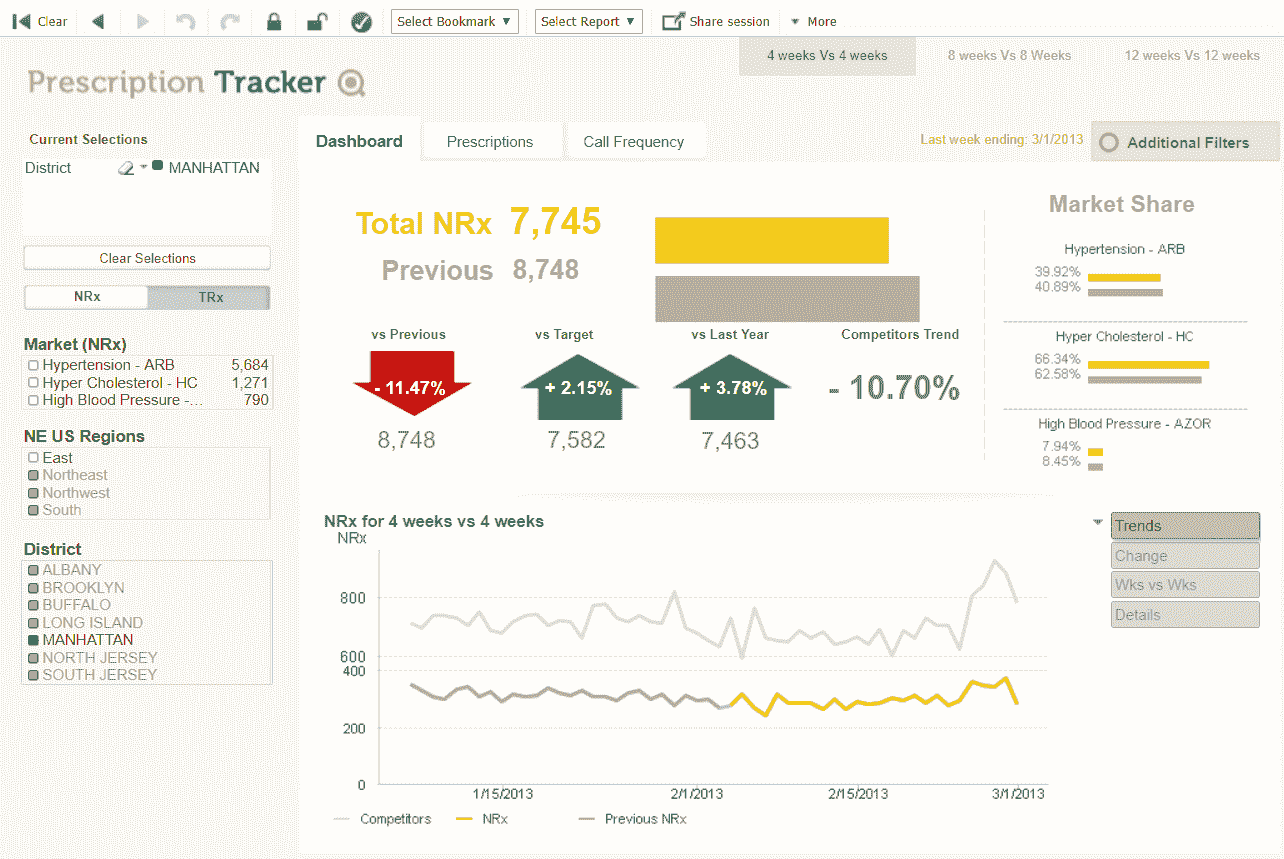 Clear
Select Bookmark ▼
Select Report ▼
Share session
More
4 weeks Vs 4 weeks
8 weeks Vs 8 Weeks
12 weeks Vs 12 weeks
Prescription Tracker
Current Selections
District
MANHATTAN
Clear Selections
NRx
TRx
Market (NRx)
Hypertension - ARB 5,684
Hyper Cholesterol - HC 1,271
High Blood Pressure -... 790
NE US Regions
East
Northeast
Northwest
South
District
ALBANY
BROOKLYN
BUFFALO
LONG ISLAND
MANHATTAN
NORTH JERSEY
SOUTH JERSEY
Dashboard
Prescriptions
Call Frequency
Last week ending: 3/1/2013
Additional Filters
Total NRx 7,745
Previous 8,748
vs Previous
- 11.47%
8,748
vs Target
+ 2.15%
7,582
vs Last Year
+ 3.78%
7,463
Competitors Trend
- 10.70%
Market Share
Hypertension - ARB
39.92%
40.89%
Hyper Cholesterol - HC
66.34%
62.58%
High Blood Pressure - AZOR
7.94%
8.45%
NRx for 4 weeks vs 4 weeks
NRx
800
600
400
200
0
1/15/2013
2/1/2013
2/15/2013
3/1/2013
Competitors
NRx
Previous NRx
Trends
Change
Wks vs Wks
Details